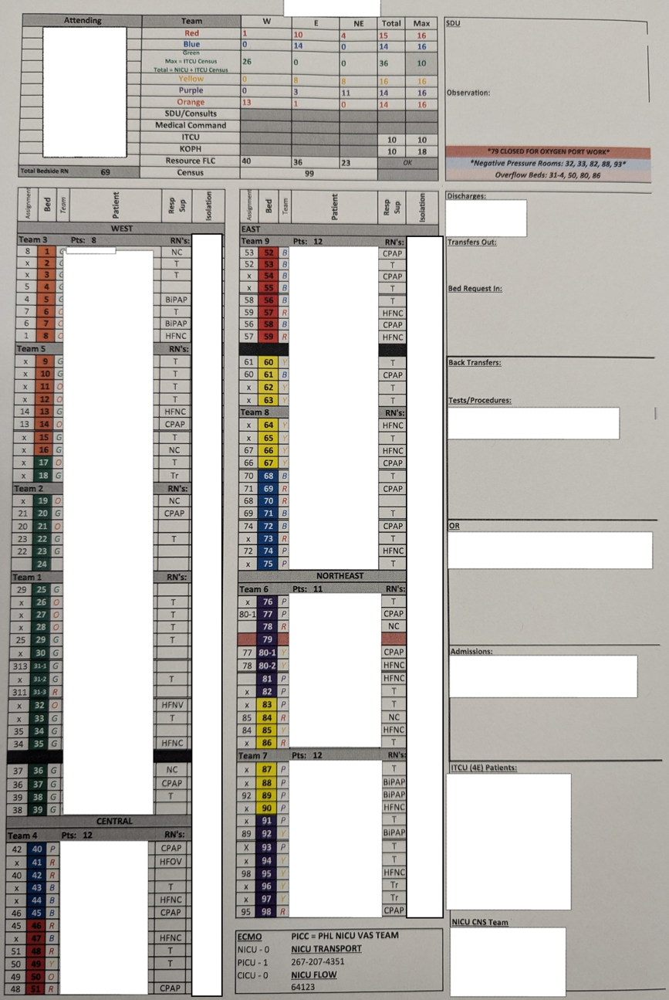 Attending Team W E NE Total Max
Red 1 10 4 15 16
Blue 0 14 0 14 16
Green
Max = ITCU Census 26 0 0 36 10
Total = NICU + ITCU Census
Yellow 0 8 8 16 16
Purple 0 3 11 14 16
Orange 13 1 0 14 16
SDU/Consults
Medical Command
ITCU 10 10
KOPH 10 18
Resource FLC 40 36 23 OK
Total Bedside RN 69 Census 99
SDU
Observation:
*79 CLOSED FOR OXYGEN PORT WORK*
*Negative Pressure Rooms: 32, 33, 82, 88, 93*
Overflow Beds: 31-4, 50, 80, 86
Assignment Bed Team Patient Resp Sup Isolation
WEST
Team 3 Pts: 8 RN's:
8 1 G NC
x 2 T
x 3 T
5 4
4 5 BiPAP
7 6 T
6 7 BiPAP
1 8 HFNC
Team 5 RN's:
x 9 G T
x 10 G T
x 11 O T
x 12 O T
14 13 G HFNC
13 14 O CPAP
x 15 G T
x 16 G NC
x 17 O T
x 18 G Tr
Team 2 RN's:
x 19 O NC
21 20 G CPAP
20 21 O
23 22 G T
22 23 G
24
Team 1 RN's:
29 25 G
x 26 O T
x 27 O T
x 28 O T
25 29 G T
x 30 G
313 31-1 G
x 31-2 G T
311 31-3 R
x 32 O HFNV
x 33 G T
35 34 G
34 35 G HFNC
37 36 G NC
36 37 G CPAP
39 38 G T
38 39 G
CENTRAL
Team 4 Pts: 12 RN's:
42 40 P CPAP
x 41 R HFOV
40 42 R
x 43 B T
x 44 B HFNC
46 45 B CPAP
45 46 R
x 47 B HFNC
51 48 R T
50 49 Y T
49 50 O
48 51 R CPAP
Assignment Bed Team Patient Resp Sup Isolation
EAST
Team 9 Pts: 12 RN's:
53 52 B CPAP
52 53 B T
x 54 B CPAP
x 55 B T
58 56 B T
59 57 R HFNC
56 58 B CPAP
57 59 R HFNC
61 60 Y T
60 61 B CPAP
x 62 Y T
x 63 Y T
Team 8 RN's:
x 64 Y HFNC
x 65 Y T
67 66 Y HFNC
66 67 Y CPAP
70 68 B T
71 69 R CPAP
68 70 R
69 71 B T
74 72 B CPAP
x 73 R T
72 74 P HFNC
x 75 P T
NORTHEAST
Team 6 Pts: 11 RN's:
x 76 P T
80-1 77 P CPAP
78 R NC
79
77 80-1 Y CPAP
78 80-2 Y HFNC
81 P HFNC
x 82 P T
x 83 P T
85 84 R NC
84 85 Y HFNC
x 86 R T
Team 7 Pts: 12 RN's
x 87 P T
x 88 P BiPAP
92 89 P BiPAP
x 90 P HFNC
x 91 P T
89 92 Y BiPAP
X 93 P T
x 94 Y T
98 95 Y HFNC
x 96 Y Tr
x 97 Y Tr
95 98 R CPAP
ECMO PICC = PHL NICU VAS TEAM
NICU - 0 NICU TRANSPORT
PICU - 1 267-207-4351
CICU - 0 NICU FLOW
64123
Discharges:
Transfers Out:
Bed Request In:
Back Transfers:
Tests/Procedures:
OR
Admissions:
ITCU (4E) Patients:
NICU CNS Team